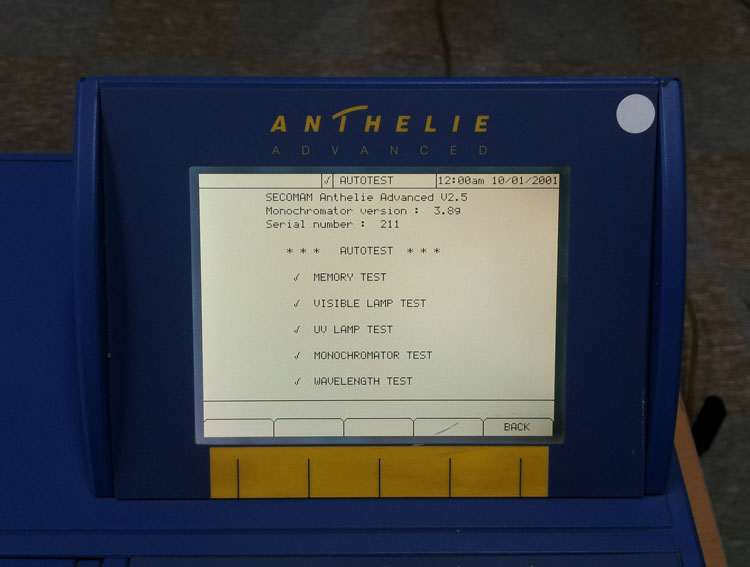 ANTHELIE
ADVANCED
✓ AUTOTEST 12:00am 10/01/2001
SECOMAM Anthelie Advanced V2.5
Monochromator version : 3.89
Serial number : 211
* * * AUTOTEST * * *
✓ MEMORY TEST
✓ VISIBLE LAMP TEST
✓ UV LAMP TEST
✓ MONOCHROMATOR TEST
✓ WAVELENGTH TEST
BACK